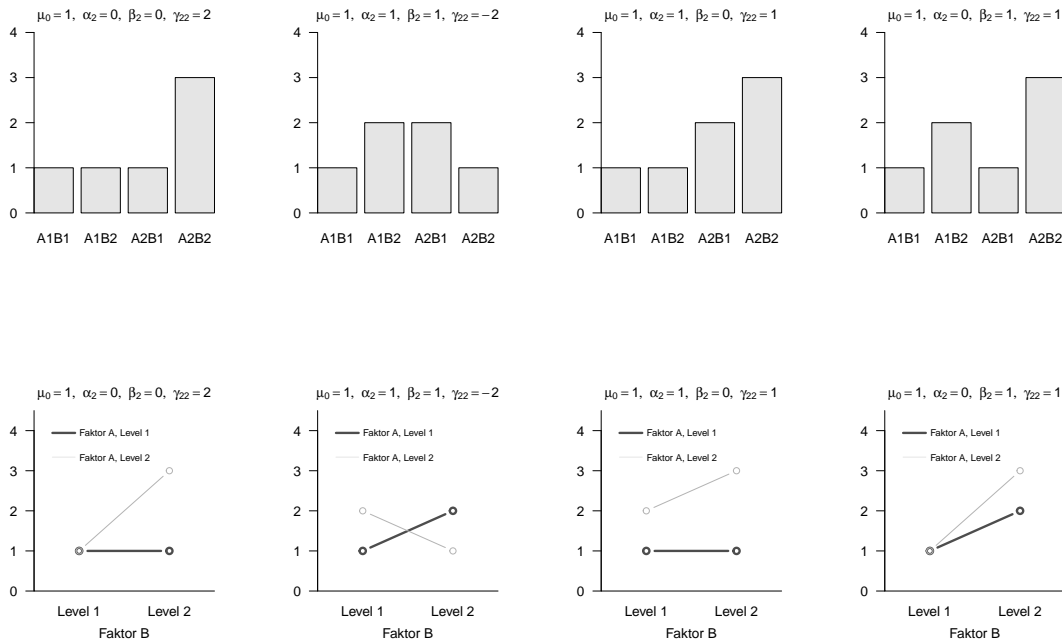 μ₀ = 1, α₂ = 0, β₂ = 0, γ₂₂ = 2
4
3
2
1
0
A1B1 A1B2 A2B1 A2B2
μ₀ = 1, α₂ = 1, β₂ = 1, γ₂₂ = −2
4
3
2
1
0
A1B1 A1B2 A2B1 A2B2
μ₀ = 1, α₂ = 1, β₂ = 0, γ₂₂ = 1
4
3
2
1
0
A1B1 A1B2 A2B1 A2B2
μ₀ = 1, α₂ = 0, β₂ = 1, γ₂₂ = 1
4
3
2
1
0
A1B1 A1B2 A2B1 A2B2
μ₀ = 1, α₂ = 0, β₂ = 0, γ₂₂ = 2
4
3
2
1
0
Faktor A, Level 1
Faktor A, Level 2
Level 1 Level 2
Faktor B
μ₀ = 1, α₂ = 1, β₂ = 1, γ₂₂ = −2
4
3
2
1
0
Faktor A, Level 1
Faktor A, Level 2
Level 1 Level 2
Faktor B
μ₀ = 1, α₂ = 1, β₂ = 0, γ₂₂ = 1
4
3
2
1
0
Faktor A, Level 1
Faktor A, Level 2
Level 1 Level 2
Faktor B
μ₀ = 1, α₂ = 0, β₂ = 1, γ₂₂ = 1
4
3
2
1
0
Faktor A, Level 1
Faktor A, Level 2
Level 1 Level 2
Faktor B